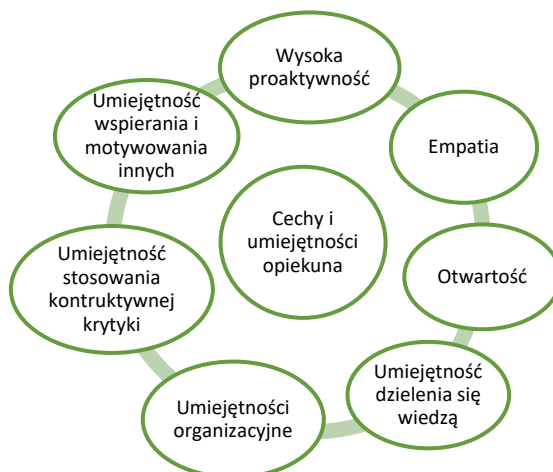 Wysoka
proaktywność
Empatia
Otwartość
Umiejętność
dzielenia się
wiedzą
Umiejętności
organizacyjne
Umiejętność
stosowania
kontruktywnej
krytyki
Umiejętność
wspierania i
motywowania
innych
Cechy i
umiejętności
opiekuna